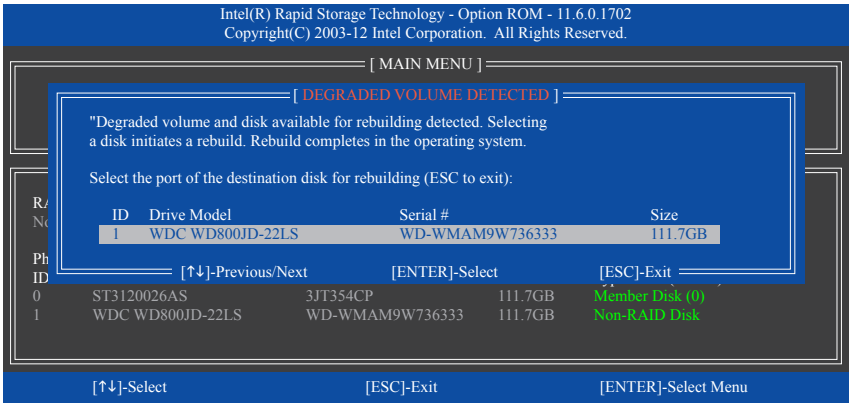 Intel(R) Rapid Storage Technology - Option ROM - 11.6.0.1702
Copyright(C) 2003-12 Intel Corporation.  All Rights Reserved.
[ MAIN MENU ]
[ DEGRADED VOLUME DETECTED ]
"Degraded volume and disk available for rebuilding detected. Selecting
a disk initiates a rebuild. Rebuild completes in the operating system.
Select the port of the destination disk for rebuilding (ESC to exit):
ID Drive Model Serial # Size
1 WDC WD800JD-22LS WD-WMAM9W736333 111.7GB
[↑↓]-Previous/Next [ENTER]-Select [ESC]-Exit
ID
0 ST3120026AS 3JT354CP 111.7GB Member Disk (0)
1 WDC WD800JD-22LS WD-WMAM9W736333 111.7GB Non-RAID Disk
[↑↓]-Select [ESC]-Exit [ENTER]-Select Menu